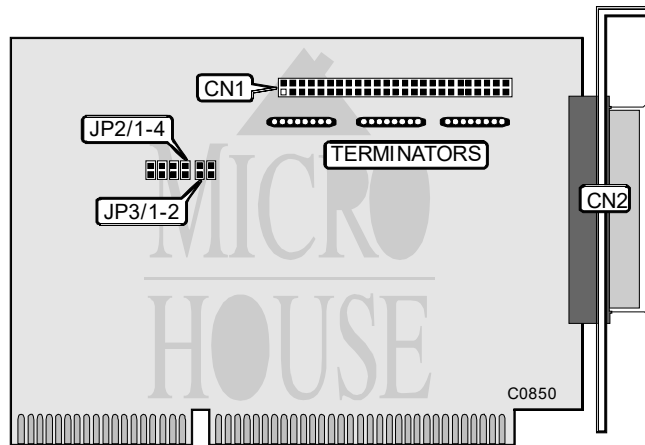 CN1
JP2/1-4
TERMINATORS
JP3/1-2
CN2
MICRO
HOUSE
C0850